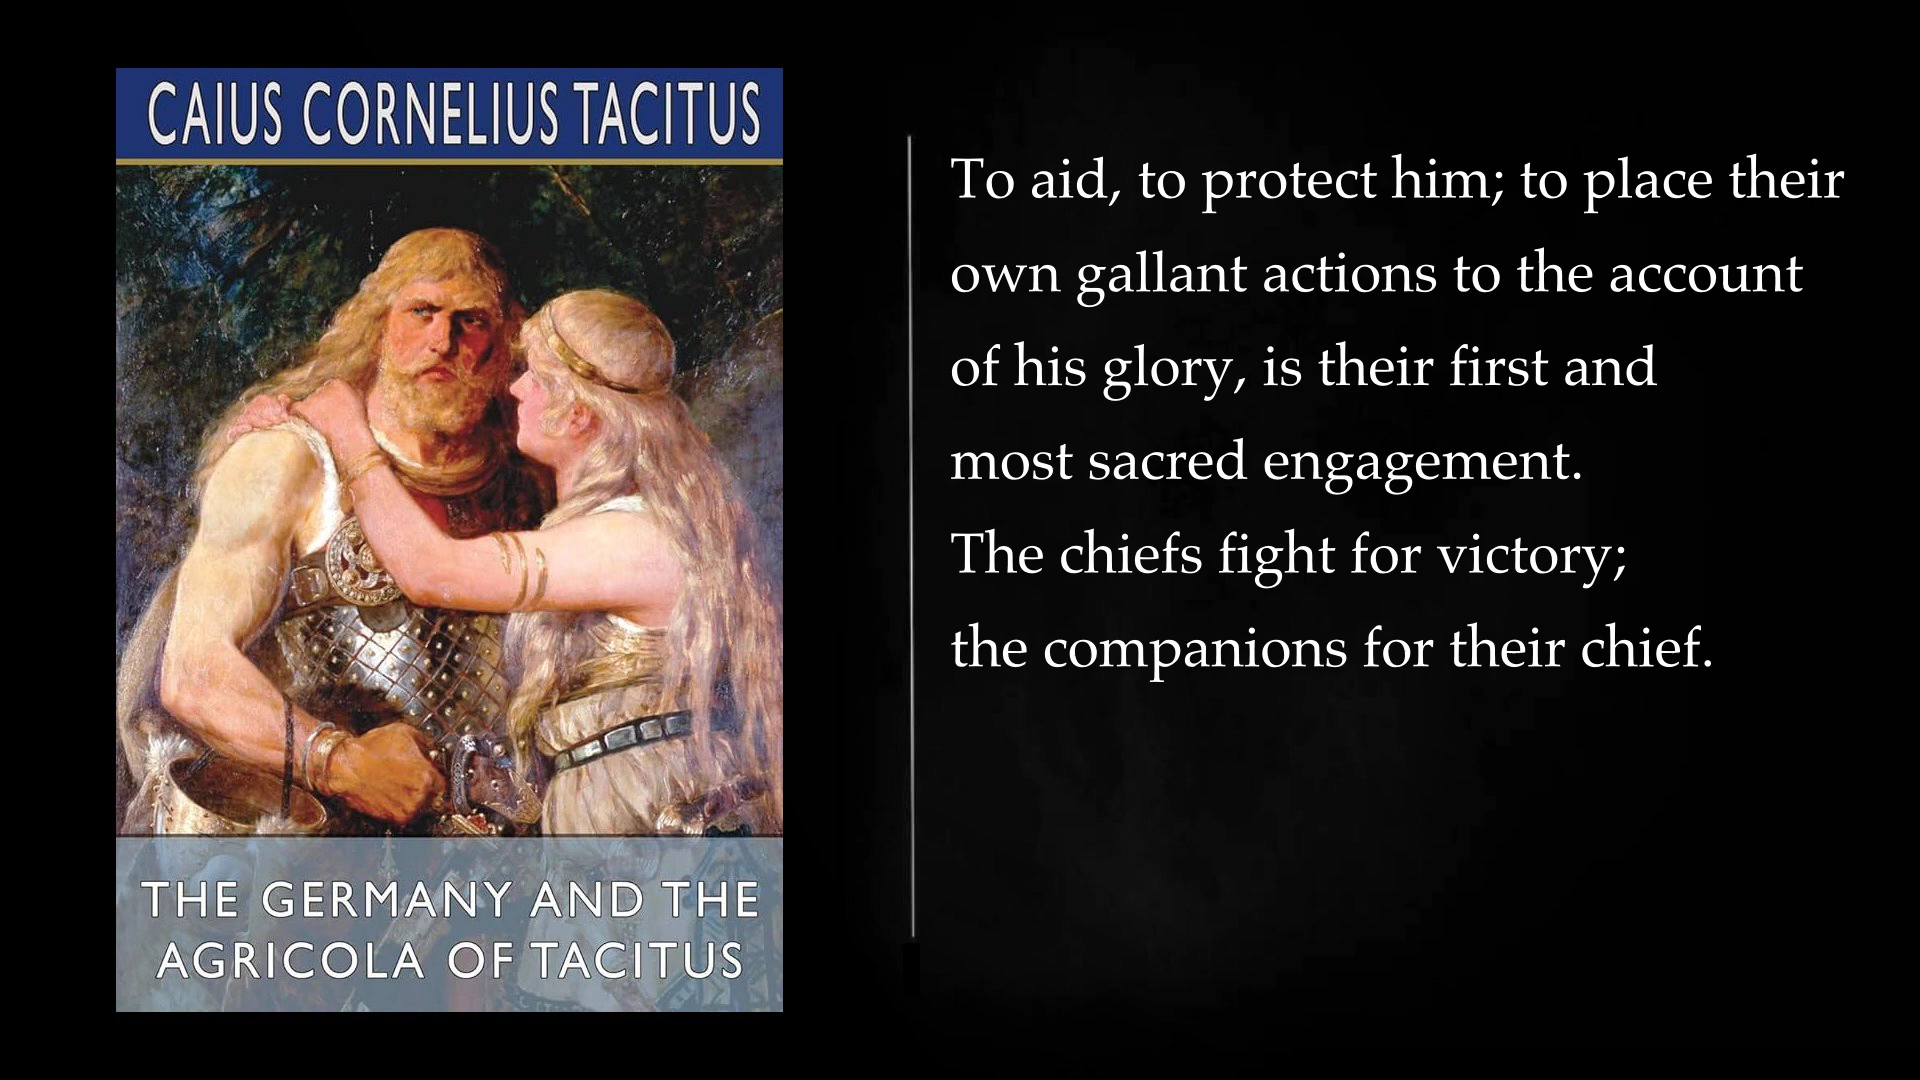 CAIUS CORNELIUS TACITUS
THE GERMANY AND THE
AGRICOLA OF TACITUS
To aid, to protect him; to place their
own gallant actions to the account
of his glory, is their first and
most sacred engagement.
The chiefs fight for victory;
the companions for their chief.